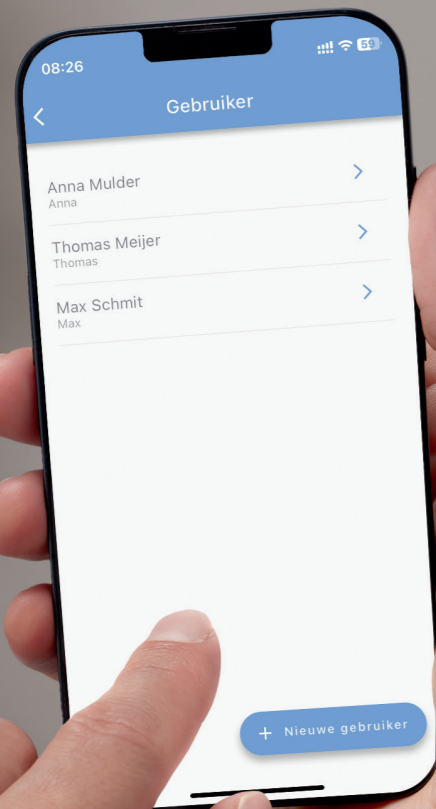 08:26
59
Gebruiker
Anna Mulder
Anna
Thomas Meijer
Thomas
Max Schmit
Max
+ Nieuwe gebruiker